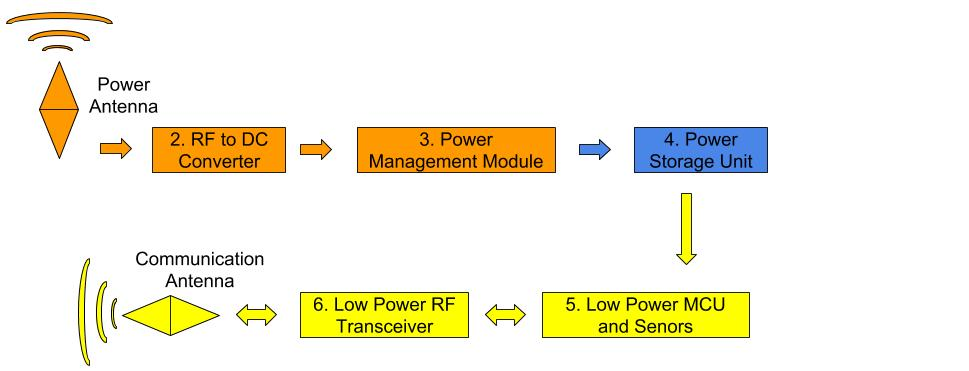 Power
Antenna
2. RF to DC
Converter
3. Power
Management Module
4. Power
Storage Unit
Communication
Antenna
6. Low Power RF
Transceiver
5. Low Power MCU
and Senors